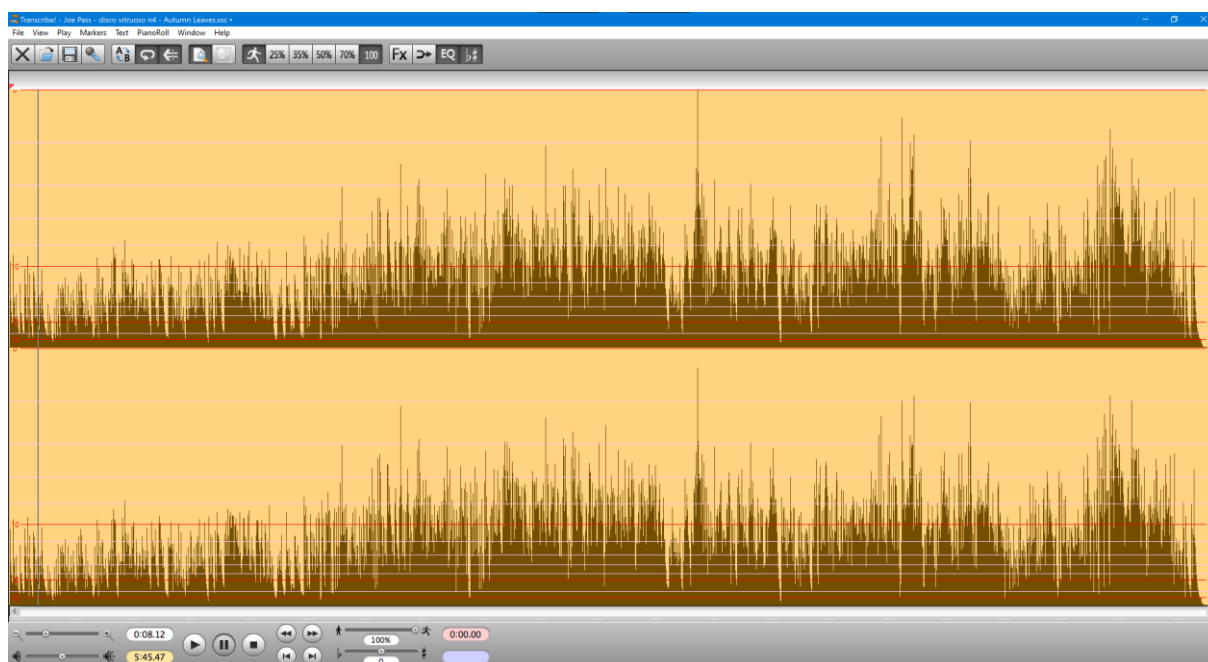 Transcribe! - Joe Pass - disco vitruoso n4 - Autumn Leaves.xsc •
File View Play Markers Text PianoRoll Window Help
A B 25% 35% 50% 70% 100 Fx EQ
0:08.12 100% 0:00.00
5:45.47 0